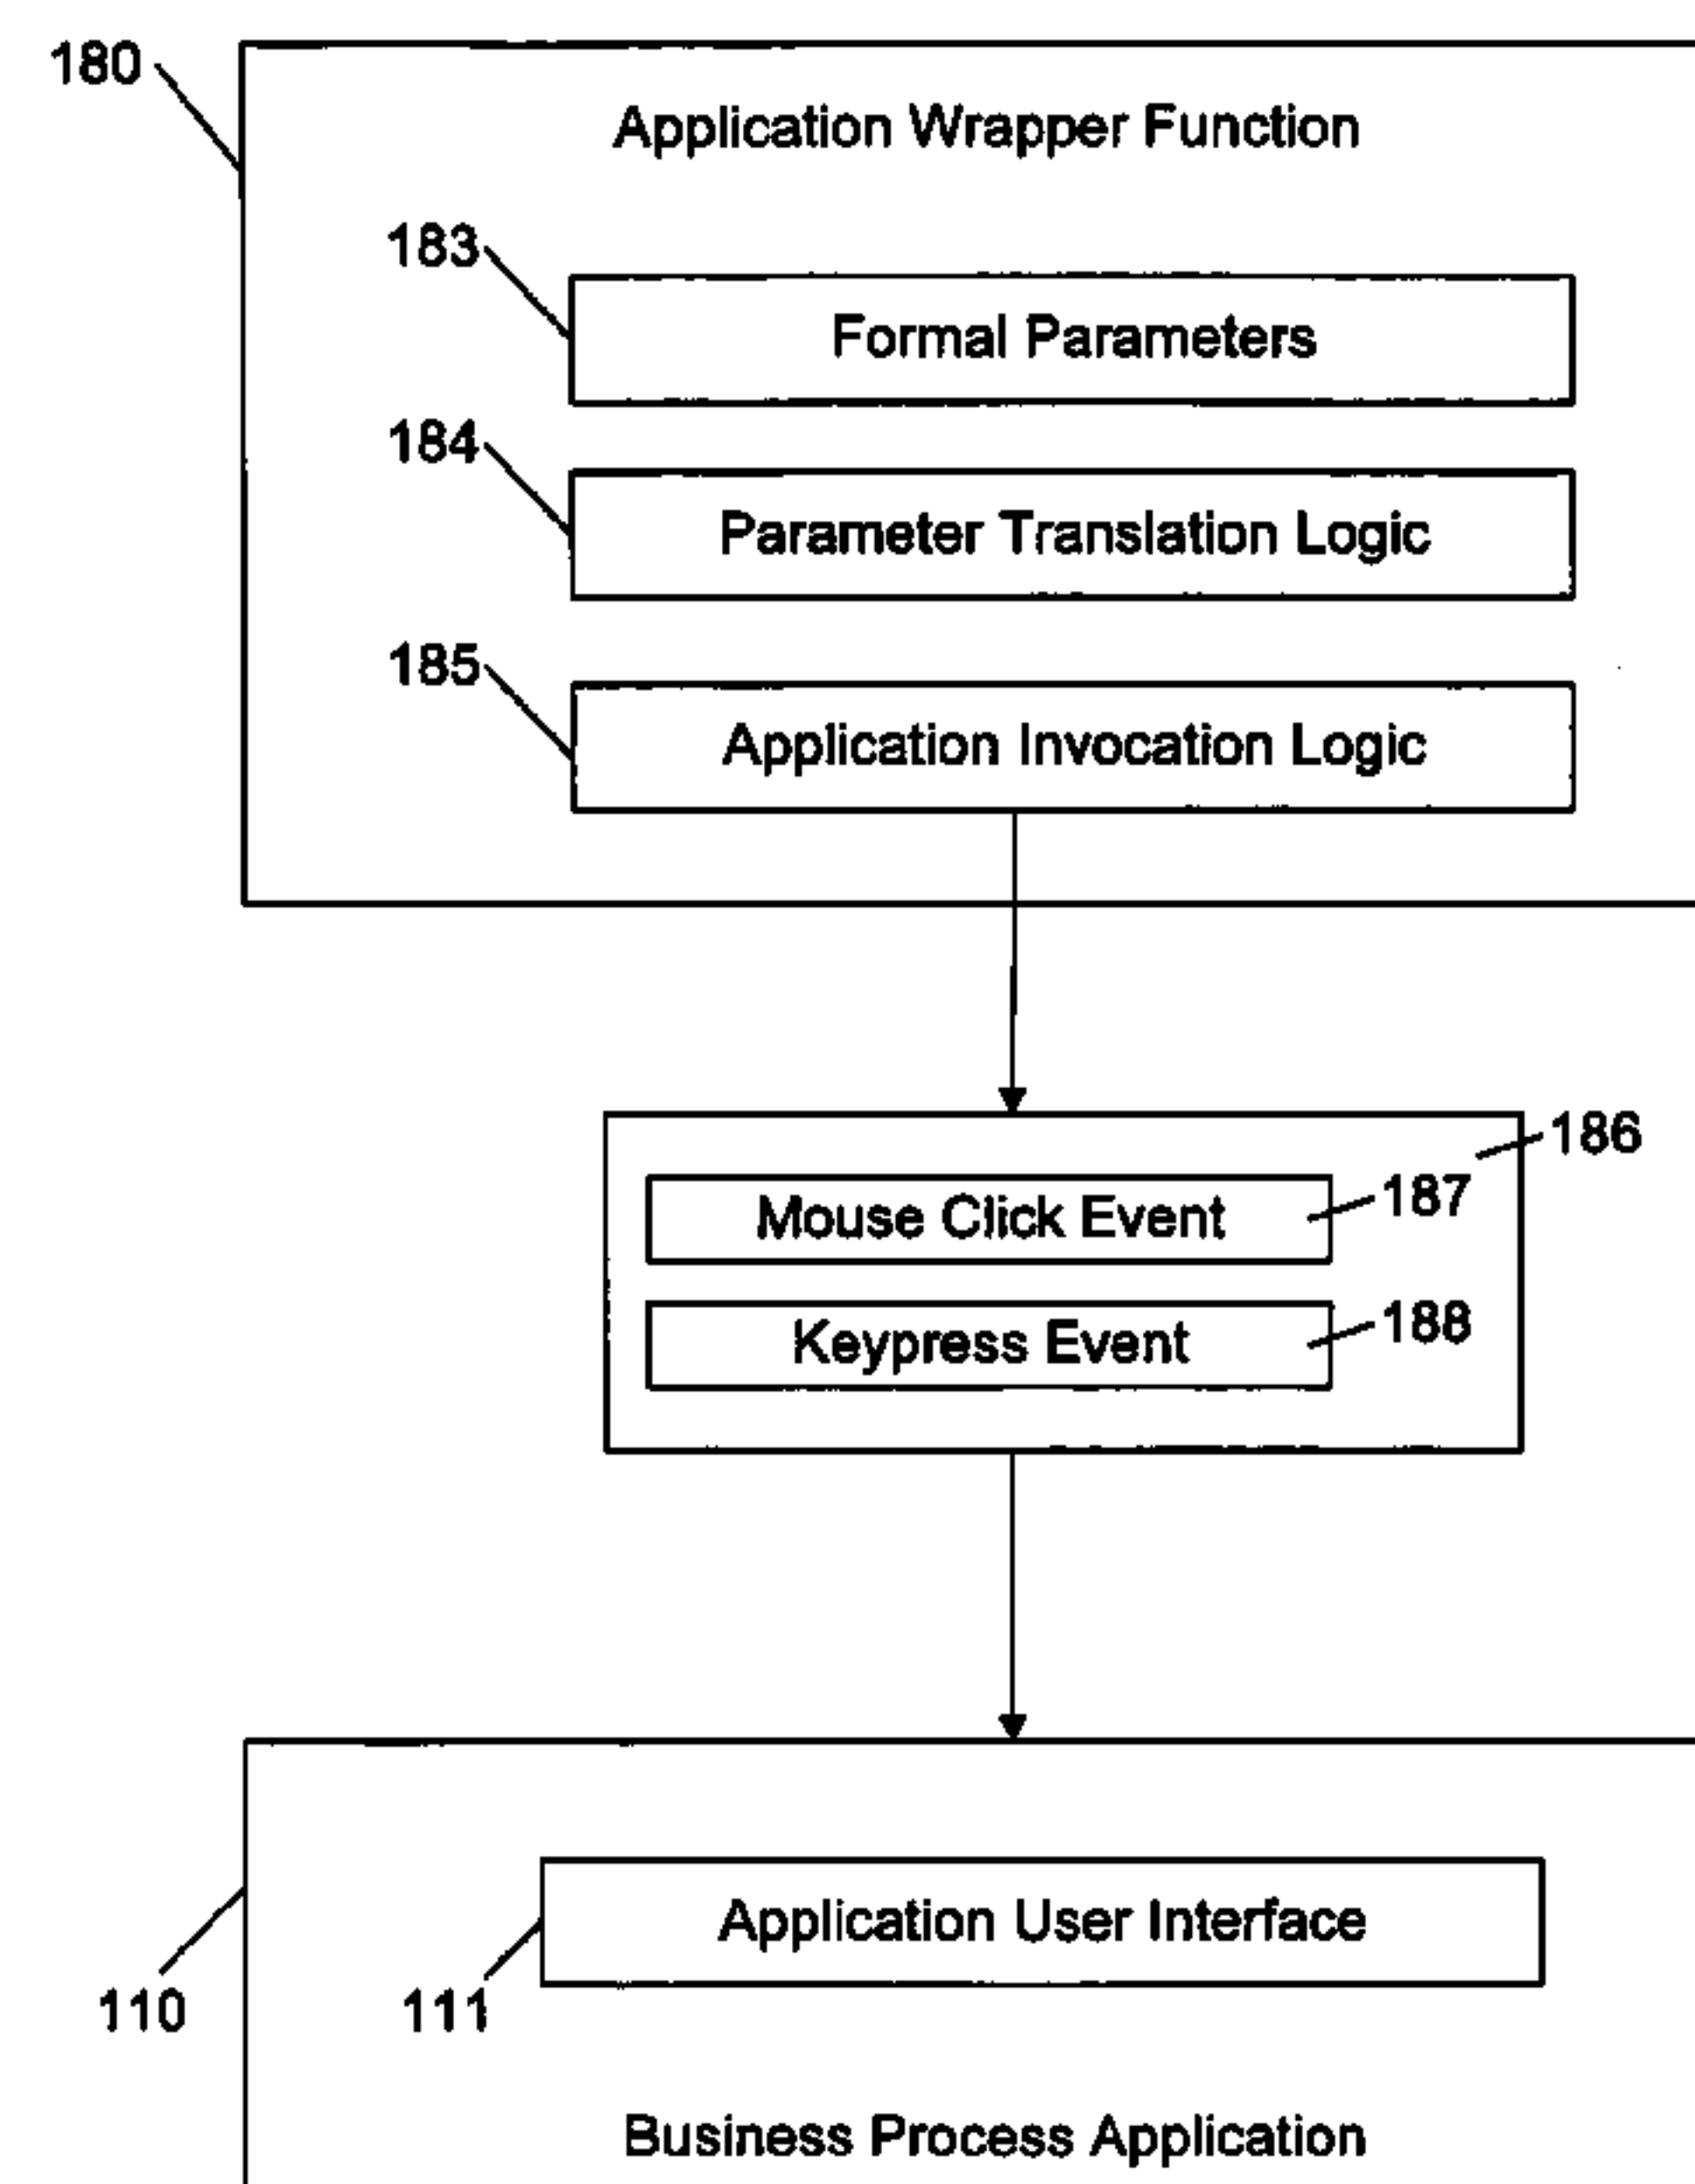 180
Application Wrapper Function
183
Formal Parameters
184
Parameter Translation Logic
185
Application Invocation Logic
186
Mouse Click Event
187
Keypress Event
188
Application User Interface
110
111
Business Process Application